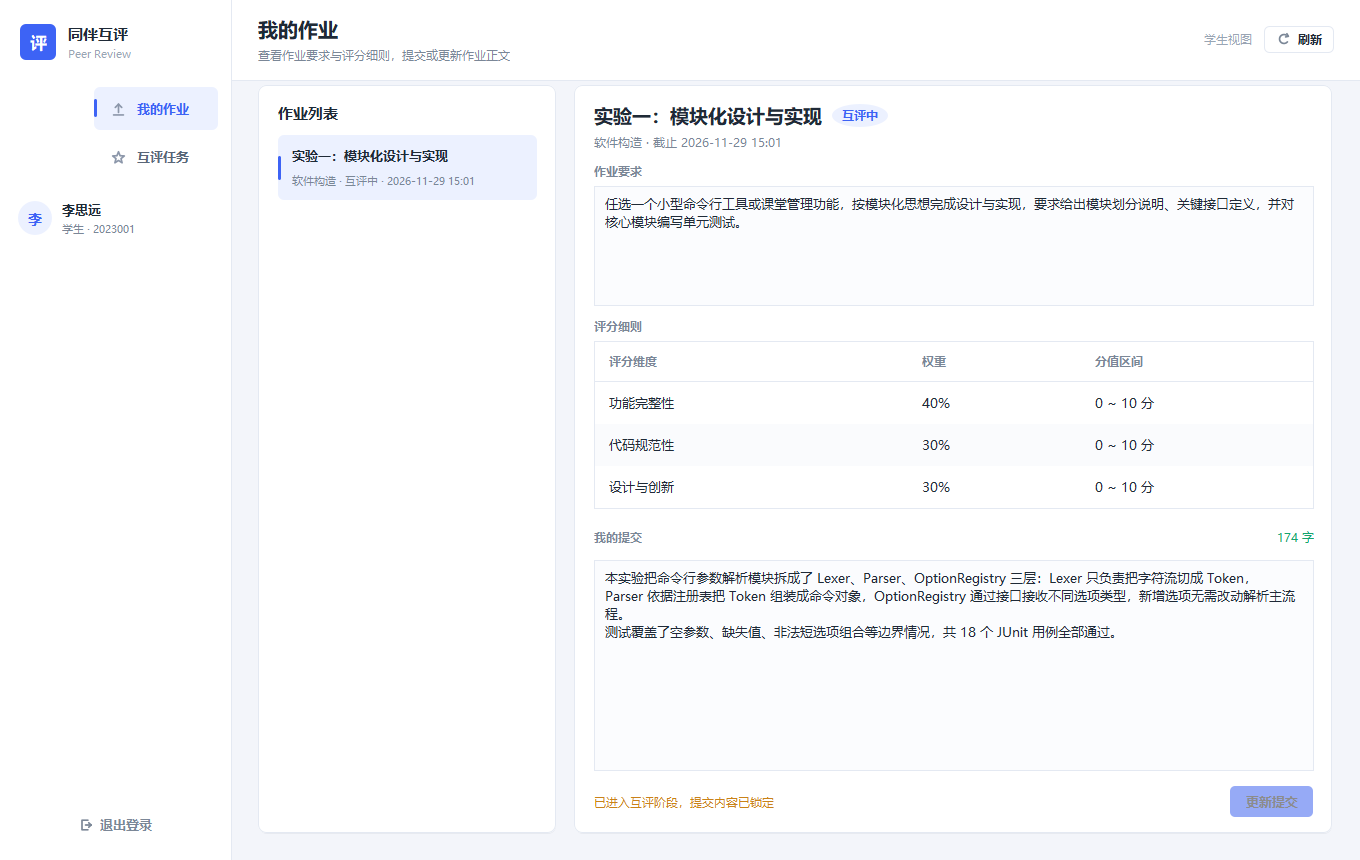 评
同伴互评
Peer Review
我的作业
互评任务
李
李思远
学生 · 2023001
退出登录
我的作业
查看作业要求与评分细则，提交或更新作业正文
学生视图
刷新
作业列表
实验一：模块化设计与实现
软件构造 · 互评中 · 2026-11-29 15:01
实验一：模块化设计与实现
互评中
软件构造 · 截止 2026-11-29 15:01
作业要求
任选一个小型命令行工具或课堂管理功能，按模块化思想完成设计与实现，要求给出模块划分说明、关键接口定义，并对
核心模块编写单元测试。
评分细则
评分维度 权重 分值区间
功能完整性 40% 0 ~ 10 分
代码规范性 30% 0 ~ 10 分
设计与创新 30% 0 ~ 10 分
我的提交
174 字
本实验把命令行参数解析模块拆成了 Lexer、Parser、OptionRegistry 三层：Lexer 只负责把字符流切成 Token，
Parser 依据注册表把 Token 组装成命令对象，OptionRegistry 通过接口接收不同选项类型，新增选项无需改动解析主流
程。
测试覆盖了空参数、缺失值、非法短选项组合等边界情况，共 18 个 JUnit 用例全部通过。
已进入互评阶段，提交内容已锁定
更新提交